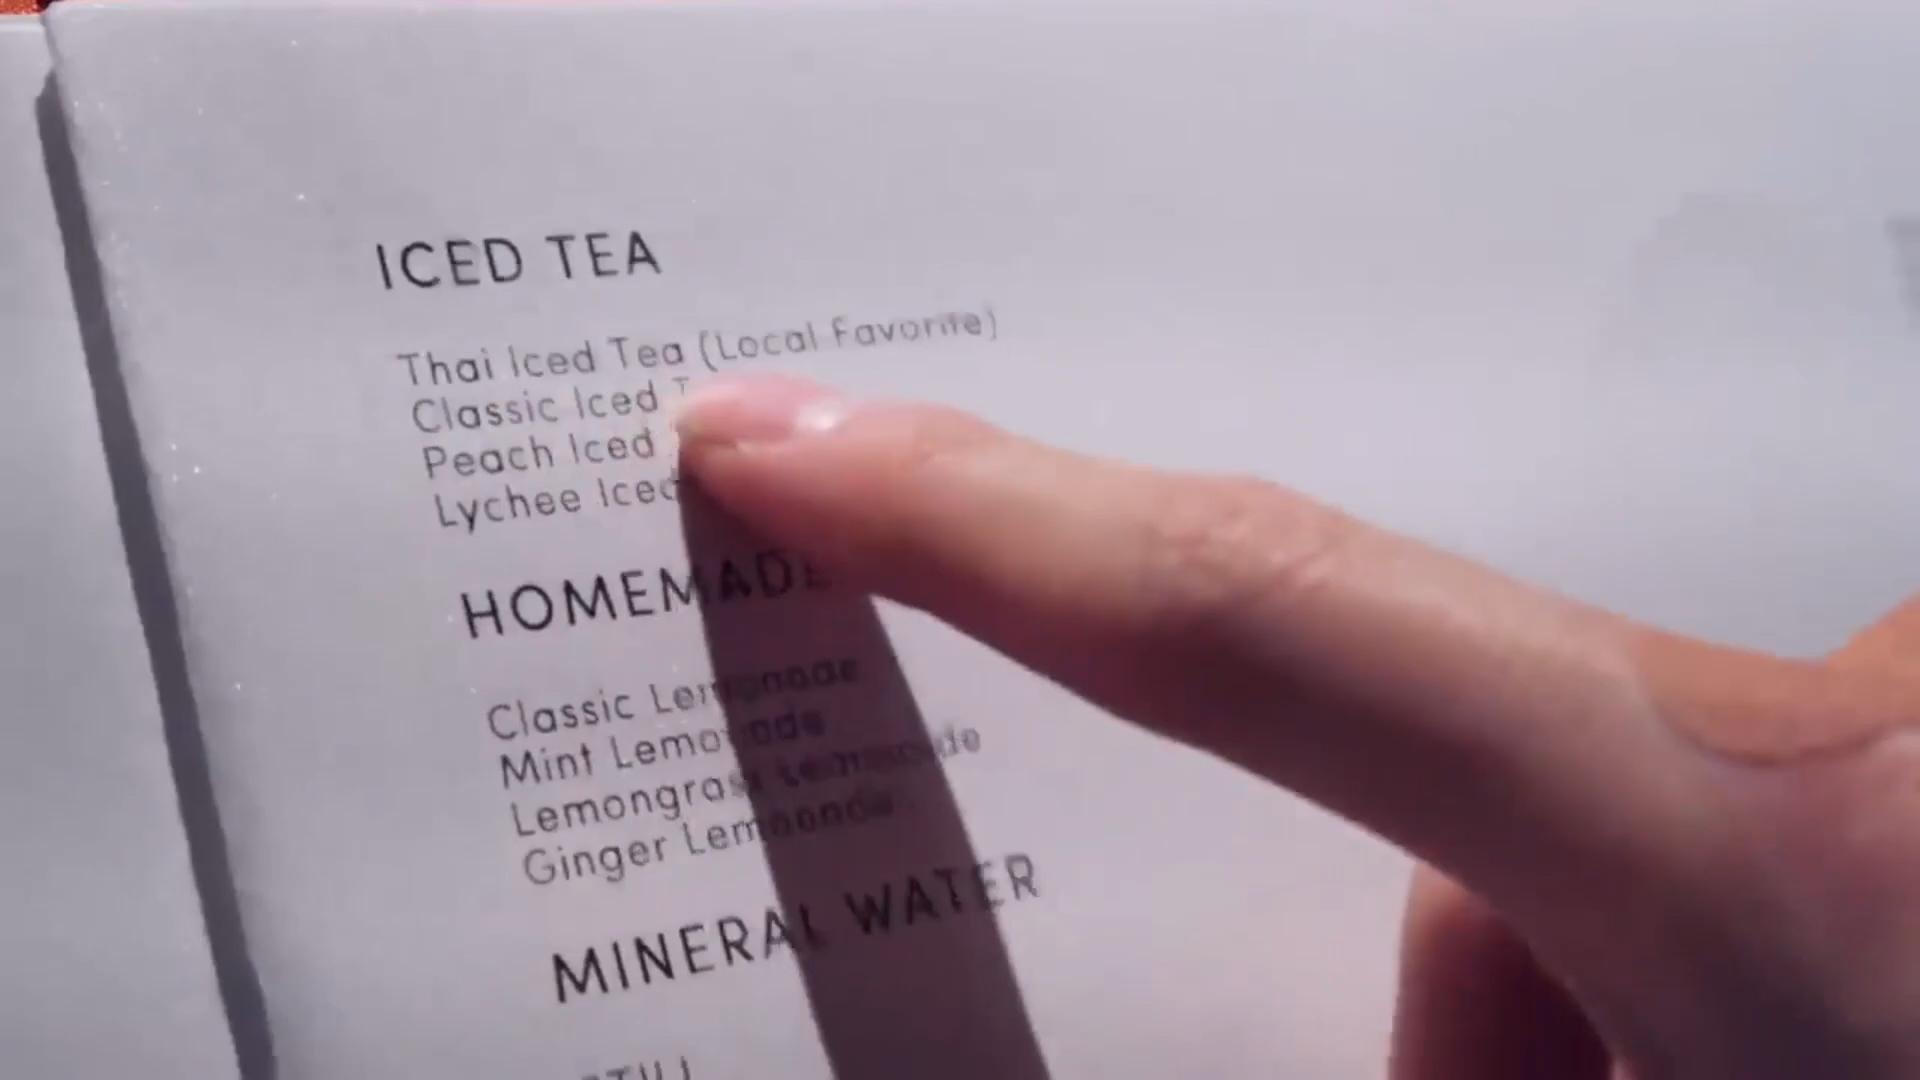 ICED TEA
Thai Iced Tea (Local Favorite)
Classic Iced
Peach Iced
Lychee Iced
HOMEMADE
Classic Lemonade
Mint Lemonade
Lemongrass Lemonade
Ginger Lemonade
MINERAL WATER
STILL